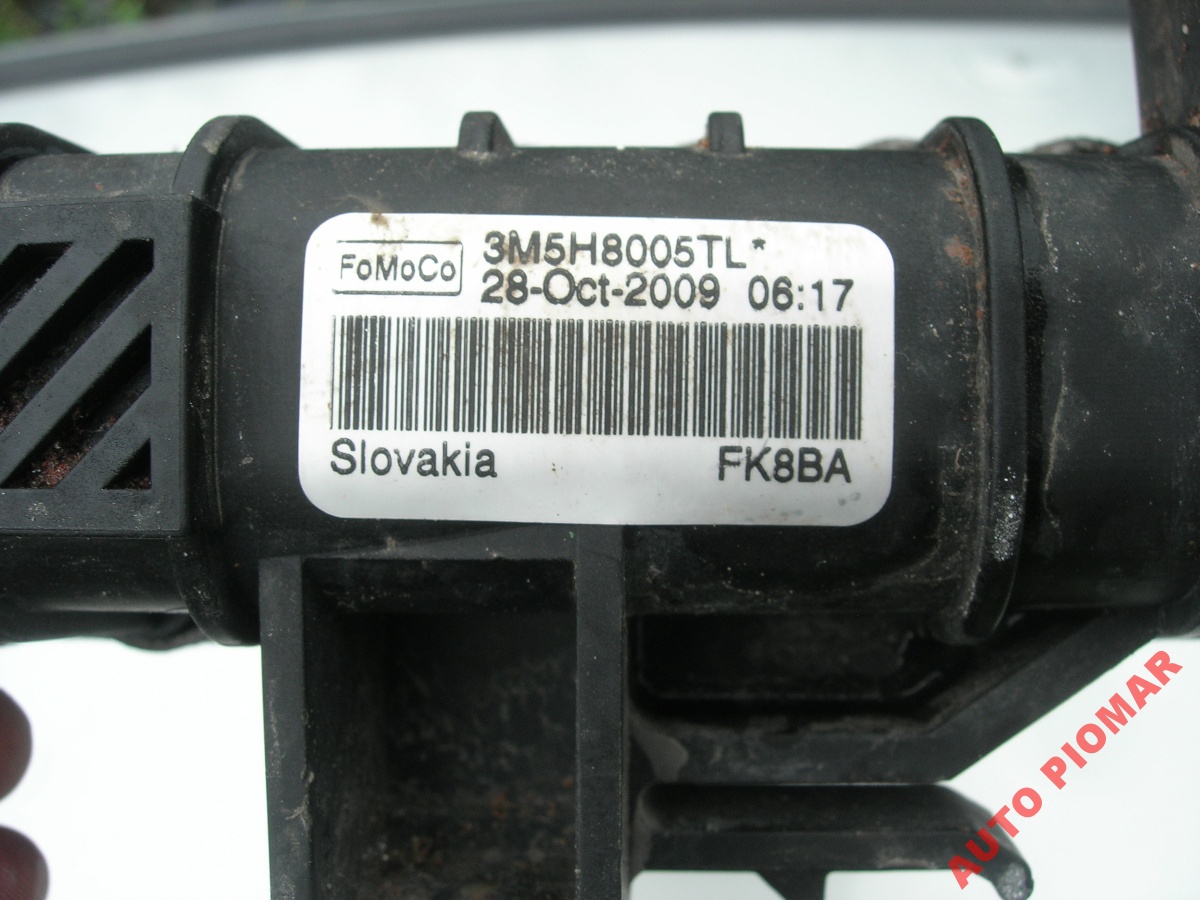 FoMoCo
3M5H8005TL*
28-Oct-2009 06:17
Slovakia FK8BA
AUTO PIOMAR